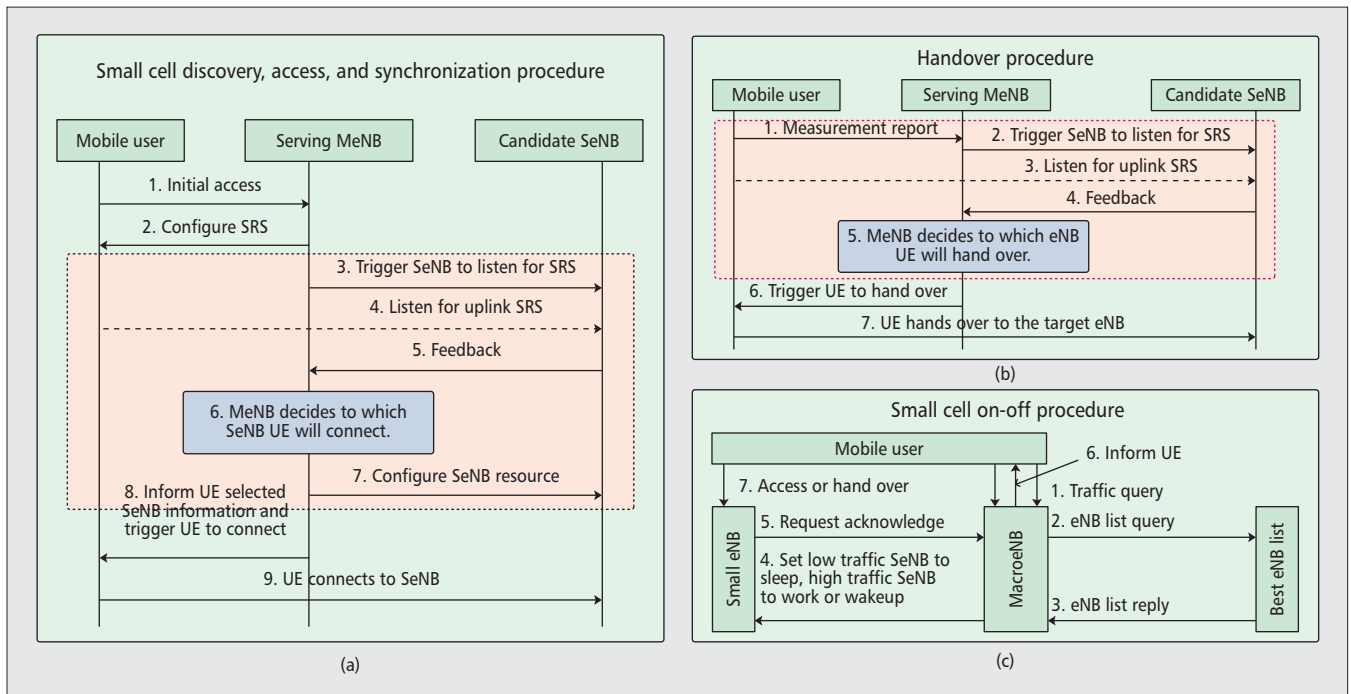 Small cell discovery, access, and synchronization procedure
Mobile user
Serving MeNB
Candidate SeNB
1. Initial access
2. Configure SRS
3. Trigger SeNB to listen for SRS
4. Listen for uplink SRS
5. Feedback
6. MeNB decides to which
SeNB UE will connect.
7. Configure SeNB resource
8. Inform UE selected
SeNB information and
trigger UE to connect
9. UE connects to SeNB
(a)
Handover procedure
Mobile user
Serving MeNB
Candidate SeNB
1. Measurement report
2. Trigger SeNB to listen for SRS
3. Listen for uplink SRS
4. Feedback
5. MeNB decides to which eNB
UE will hand over.
6. Trigger UE to hand over
7. UE hands over to the target eNB
(b)
Small cell on-off procedure
Mobile user
6. Inform UE
7. Access or hand over
1. Traffic query
Small eNB
5. Request acknowledge
MacroeNB
2. eNB list query
Best eNB list
4. Set low traffic SeNB to
sleep, high traffic SeNB
to work or wakeup
3. eNB list reply
(c)